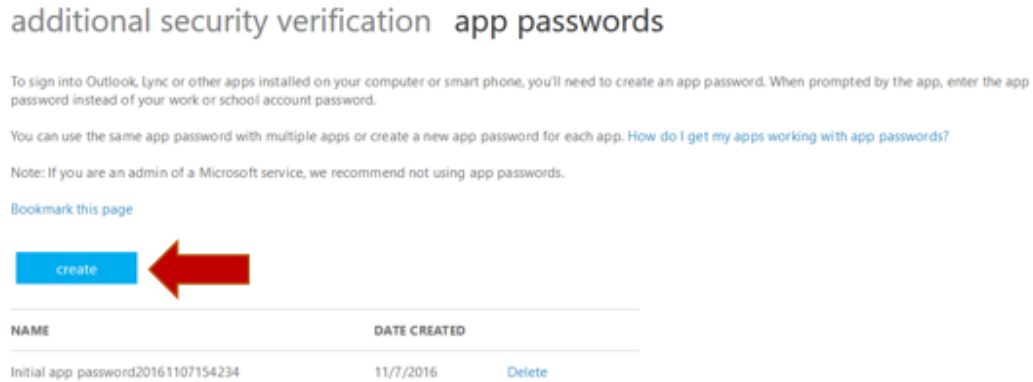 additional security verification app passwords
To sign into Outlook, Lync or other apps installed on your computer or smart phone, you'll need to create an app password. When prompted by the app, enter the app
password instead of your work or school account password.
You can use the same app password with multiple apps or create a new app password for each app. How do I get my apps working with app passwords?
Note: If you are an admin of a Microsoft service, we recommend not using app passwords.
Bookmark this page
create
NAME DATE CREATED
Initial app password20161107154234 11/7/2016 Delete